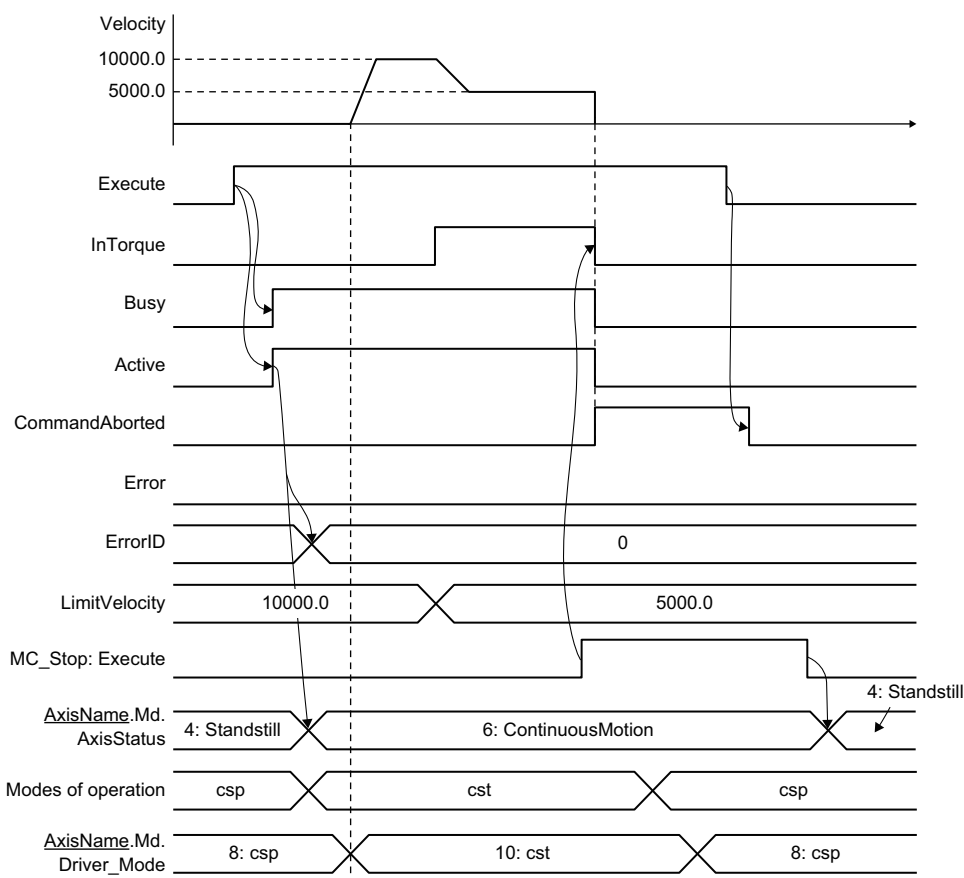 Velocity
10000.0
5000.0
Execute
InTorque
Busy
Active
CommandAborted
Error
ErrorID
0
LimitVelocity
10000.0
5000.0
MC_Stop: Execute
4: Standstill
AxisName.Md.
AxisStatus
4: Standstill
6: ContinuousMotion
Modes of operation
csp
cst
csp
AxisName.Md.
Driver_Mode
8: csp
10: cst
8: csp